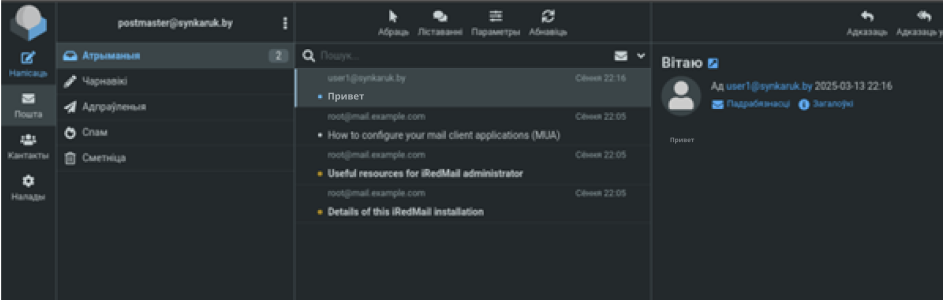 postmaster@synkaruk.by
Напісаць
Пошта
Кантакты
Налады
Атрыманыя 2
Чарнавікі
Адпраўленыя
Спам
Сметніца
Абраць Ліставанні Параметры Абнавіць
Пошук...
user1@synkaruk.by Сёння 22:16
Привет
root@mail.example.com Сёння 22:05
How to configure your mail client applications (MUA)
root@mail.example.com Сёння 22:05
Useful resources for iRedMail administrator
root@mail.example.com Сёння 22:05
Details of this iRedMail installation
Адказаць Адказаць у
Вітаю
Ад user1@synkaruk.by 2025-03-13 22:16
Падрабязнасці Загалоўкі
Привет